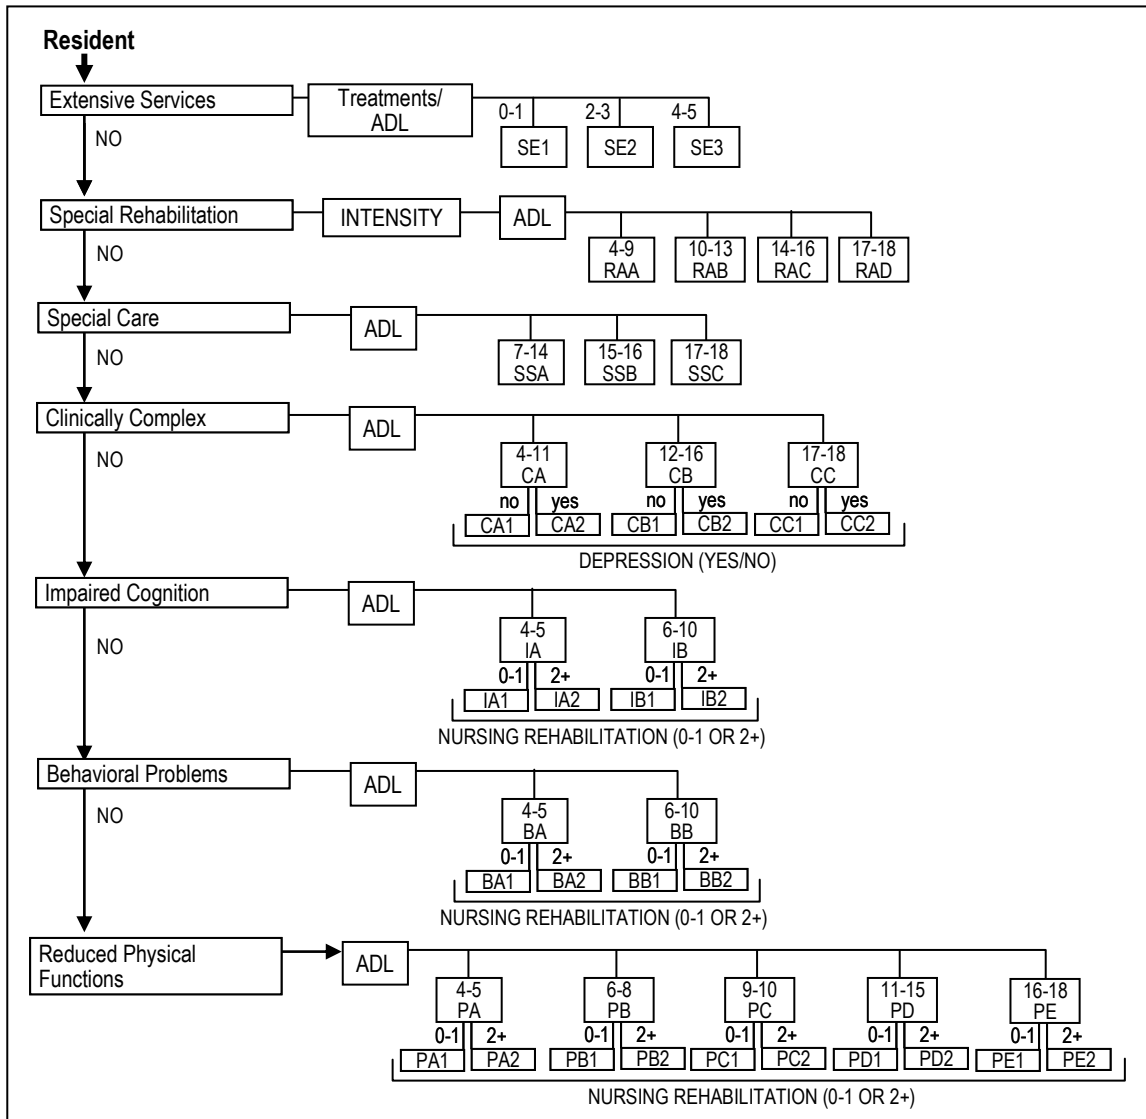 Resident
Extensive Services
Treatments/
ADL
0-1 2-3 4-5
SE1 SE2 SE3
NO
Special Rehabilitation INTENSITY ADL
4-9 10-13 14-16 17-18
RAA RAB RAC RAD
NO
Special Care ADL
7-14 15-16 17-18
SSA SSB SSC
NO
Clinically Complex ADL
4-11 12-16 17-18
CA CB CC
no yes no yes no yes
CA1 CA2 CB1 CB2 CC1 CC2
DEPRESSION (YES/NO)
NO
Impaired Cognition ADL
4-5 6-10
IA IB
0-1 2+ 0-1 2+
IA1 IA2 IB1 IB2
NURSING REHABILITATION (0-1 OR 2+)
NO
Behavioral Problems ADL
4-5 6-10
BA BB
0-1 2+ 0-1 2+
BA1 BA2 BB1 BB2
NURSING REHABILITATION (0-1 OR 2+)
NO
Reduced Physical
Functions
ADL
4-5 6-8 9-10 11-15 16-18
PA PB PC PD PE
0-1 2+ 0-1 2+ 0-1 2+ 0-1 2+ 0-1 2+
PA1 PA2 PB1 PB2 PC1 PC2 PD1 PD2 PE1 PE2
NURSING REHABILITATION (0-1 OR 2+)